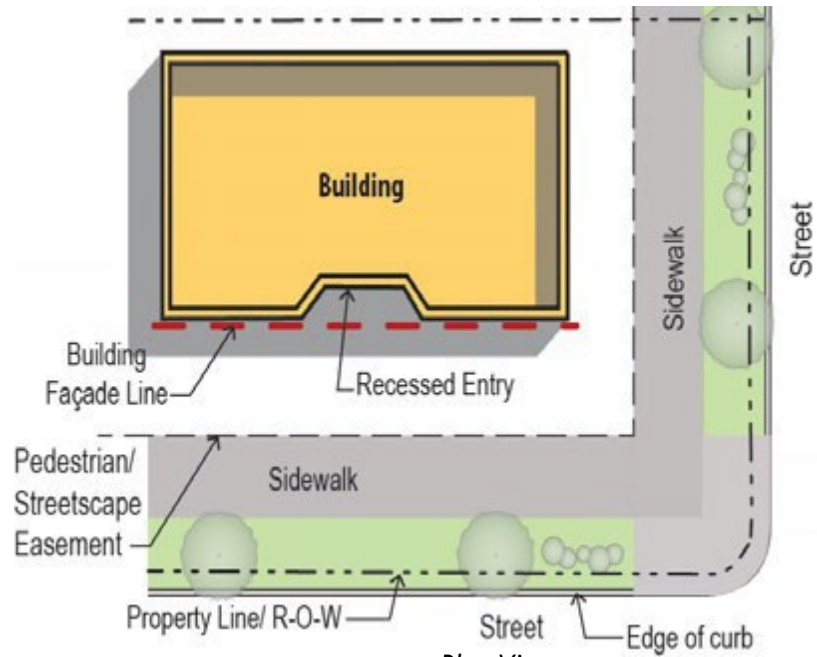 Building
Sidewalk
Street
Building
Façade Line
Recessed Entry
Pedestrian/
Streetscape
Easement
Sidewalk
Property Line/ R-O-W
Street
Edge of curb